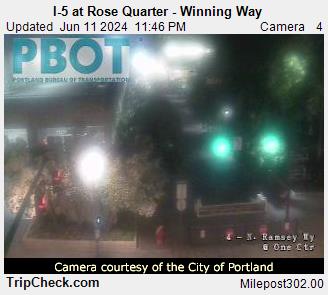 I-5 at Rose Quarter - Winning Way
Updated Jun 11 2024 11:46 PM Camera 4
PBOT
PORTLAND BUREAU OF TRANSPORTATION
4 - N. Ramsey Wy
@ One Ctr
Camera courtesy of the City of Portland
TripCheck.com Milepost302.00